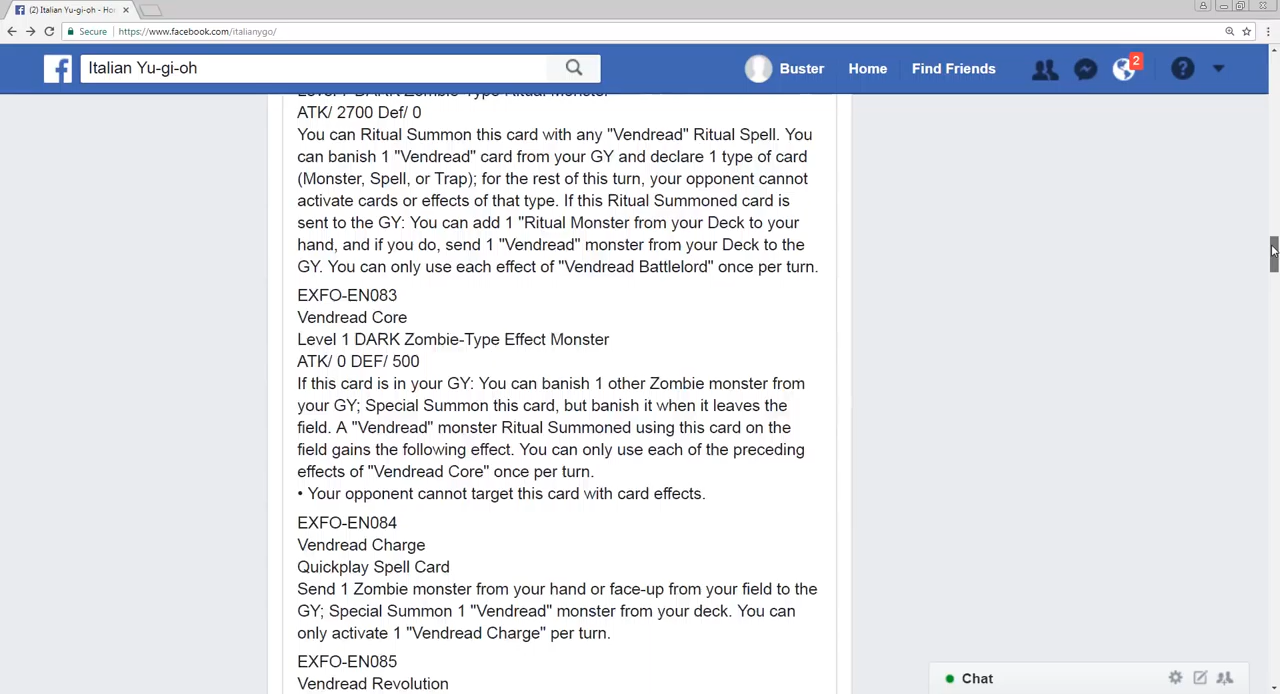 (2) Italian Yu-gi-oh - Ho
Secure https://www.facebook.com/italianygo/
Italian Yu-gi-oh
Buster Home Find Friends 2
ATK/ 2700 Def/ 0
You can Ritual Summon this card with any "Vendread" Ritual Spell. You
can banish 1 "Vendread" card from your GY and declare 1 type of card
(Monster, Spell, or Trap); for the rest of this turn, your opponent cannot
activate cards or effects of that type. If this Ritual Summoned card is
sent to the GY: You can add 1 "Ritual Monster from your Deck to your
hand, and if you do, send 1 "Vendread" monster from your Deck to the
GY. You can only use each effect of "Vendread Battlelord" once per turn.
EXFO-EN083
Vendread Core
Level 1 DARK Zombie-Type Effect Monster
ATK/ 0 DEF/ 500
If this card is in your GY: You can banish 1 other Zombie monster from
your GY; Special Summon this card, but banish it when it leaves the
field. A "Vendread" monster Ritual Summoned using this card on the
field gains the following effect. You can only use each of the preceding
effects of "Vendread Core" once per turn.
• Your opponent cannot target this card with card effects.
EXFO-EN084
Vendread Charge
Quickplay Spell Card
Send 1 Zombie monster from your hand or face-up from your field to the
GY; Special Summon 1 "Vendread" monster from your deck. You can
only activate 1 "Vendread Charge" per turn.
EXFO-EN085
Vendread Revolution
Chat